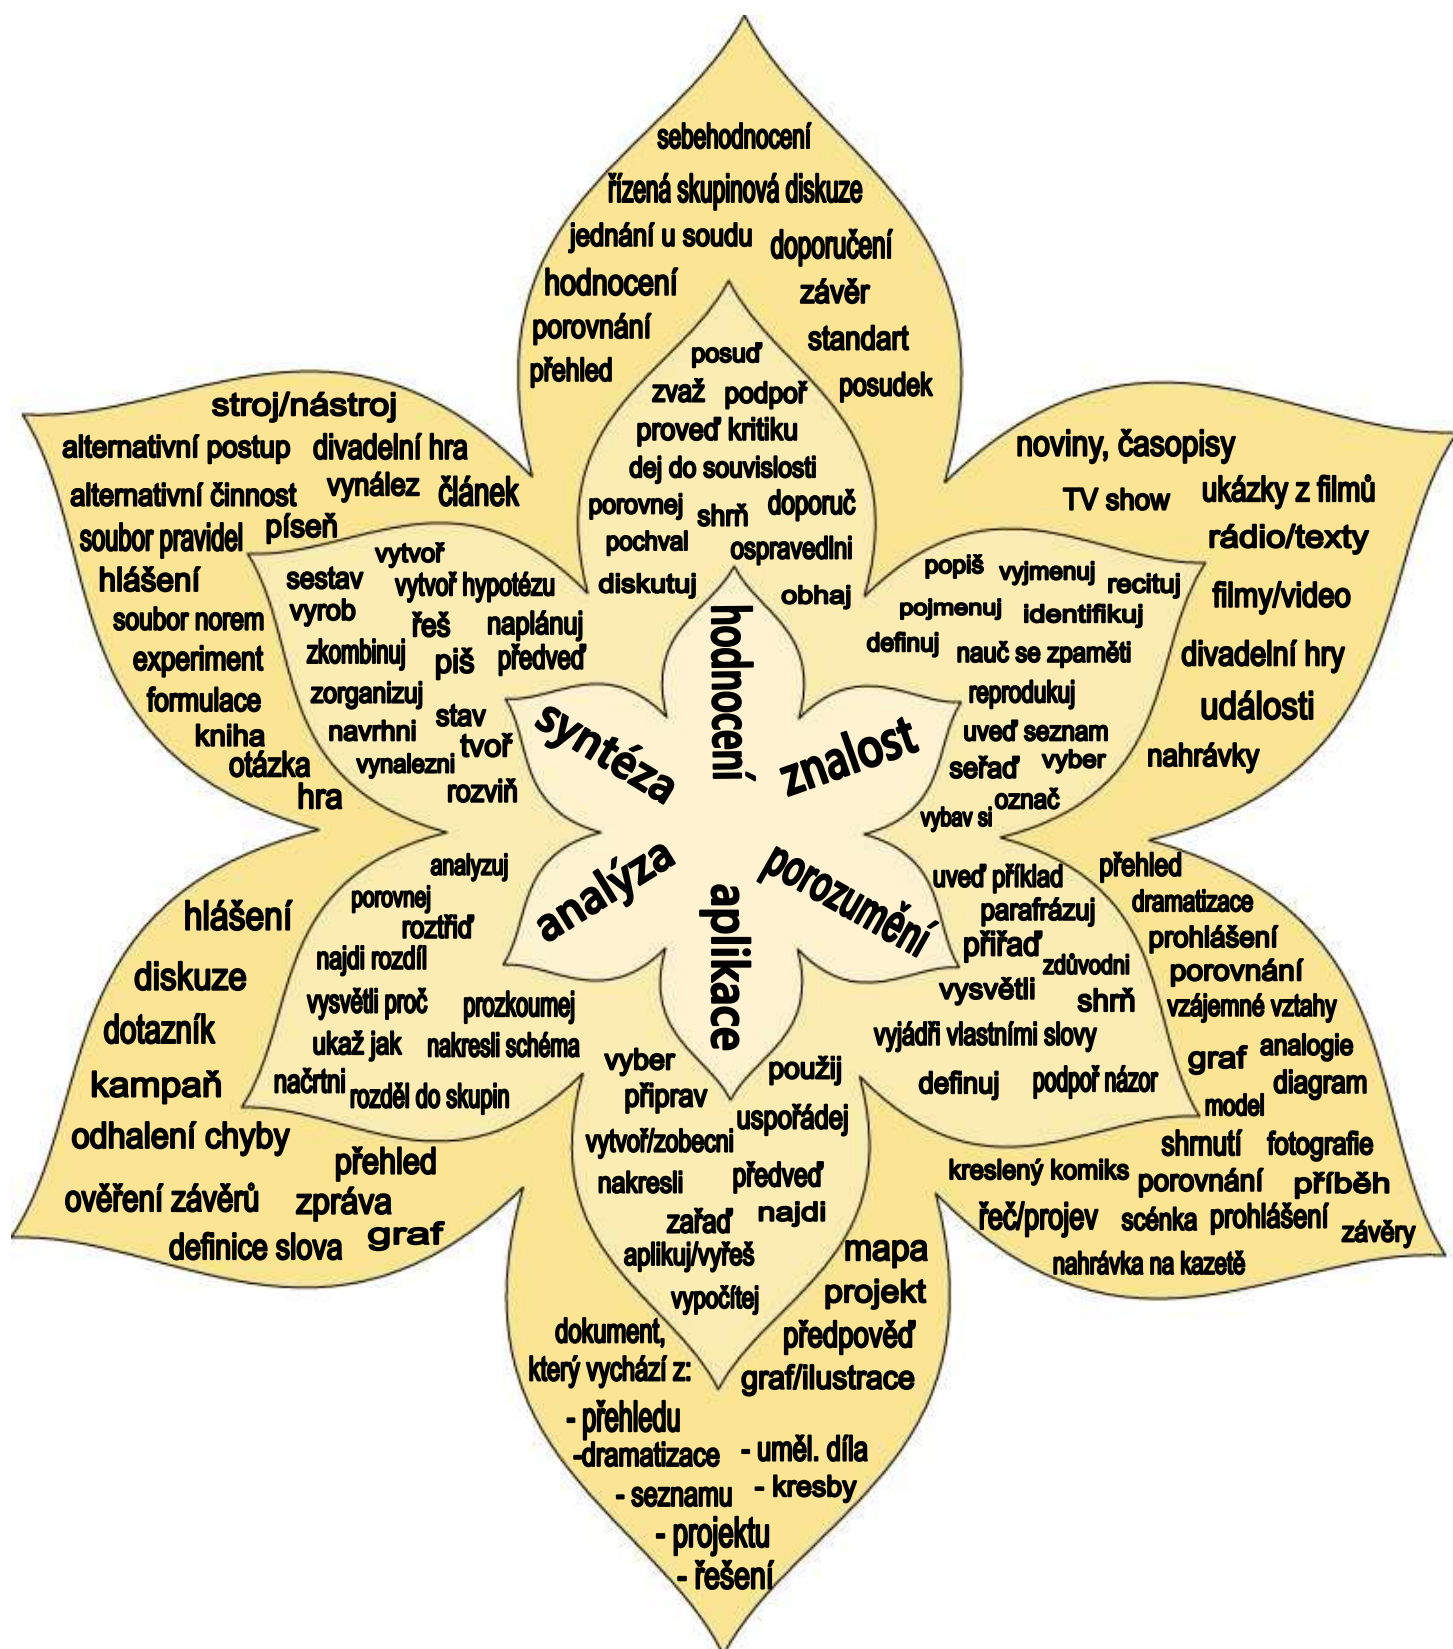 sebehodnocení
řízená skupinová diskuze
jednání u soudu
doporučení
hodnocení
závěr
porovnání
standart
přehled
posudek
posuď
zvaž
podpoř
proveď kritiku
dej do souvislosti
porovnej
shrň
doporuč
pochval
ospravedlni
diskutuj
obhaj
hodnocení
noviny, časopisy
TV show
ukázky z filmů
rádio/texty
filmy/video
divadelní hry
události
nahrávky
popiš
vyjmenuj
recituj
pojmenuj
identifikuj
definuj
nauč se zpaměti
reprodukuj
uveď seznam
seřaď
vyber
označ
vybav si
znalost
přehled
dramatizace
prohlášení
porovnání
vzájemné vztahy
graf
analogie
diagram
model
shrnutí
fotografie
kreslený komiks
porovnání
příběh
řeč/projev
scénka
prohlášení
závěry
nahrávka na kazetě
uveď příklad
parafrázuj
přiřaď
zdůvodni
vysvětli
shrň
vyjádři vlastními slovy
definuj
podpoř názor
porozumění
aplikace
vyber
použij
připrav
uspořádej
vytvoř/zobecni
nakresli
předveď
zařaď
najdi
aplikuj/vyřeš
vypočítej
mapa
projekt
předpověď
graf/ilustrace
dokument,
který vychází z:
- přehledu
-dramatizace
- uměl. díla
- seznamu
- kresby
- projektu
- řešení
analýza
analyzuj
porovnej
roztřiď
najdi rozdíl
vysvětli proč
prozkoumej
ukaž jak
nakresli schéma
načrtni
rozděl do skupin
hlášení
diskuze
dotazník
kampaň
odhalení chyby
přehled
ověření závěrů
zpráva
definice slova
graf
syntéza
vytvoř
sestav
vytvoř hypotézu
vyrob
řeš
naplánuj
zkombinuj
piš
předveď
zorganizuj
stav
navrhni
tvoř
vynalezni
rozviň
stroj/nástroj
alternativní postup
divadelní hra
alternativní činnost
vynález
článek
soubor pravidel
píseň
hlášení
soubor norem
experiment
formulace
kniha
otázka
hra